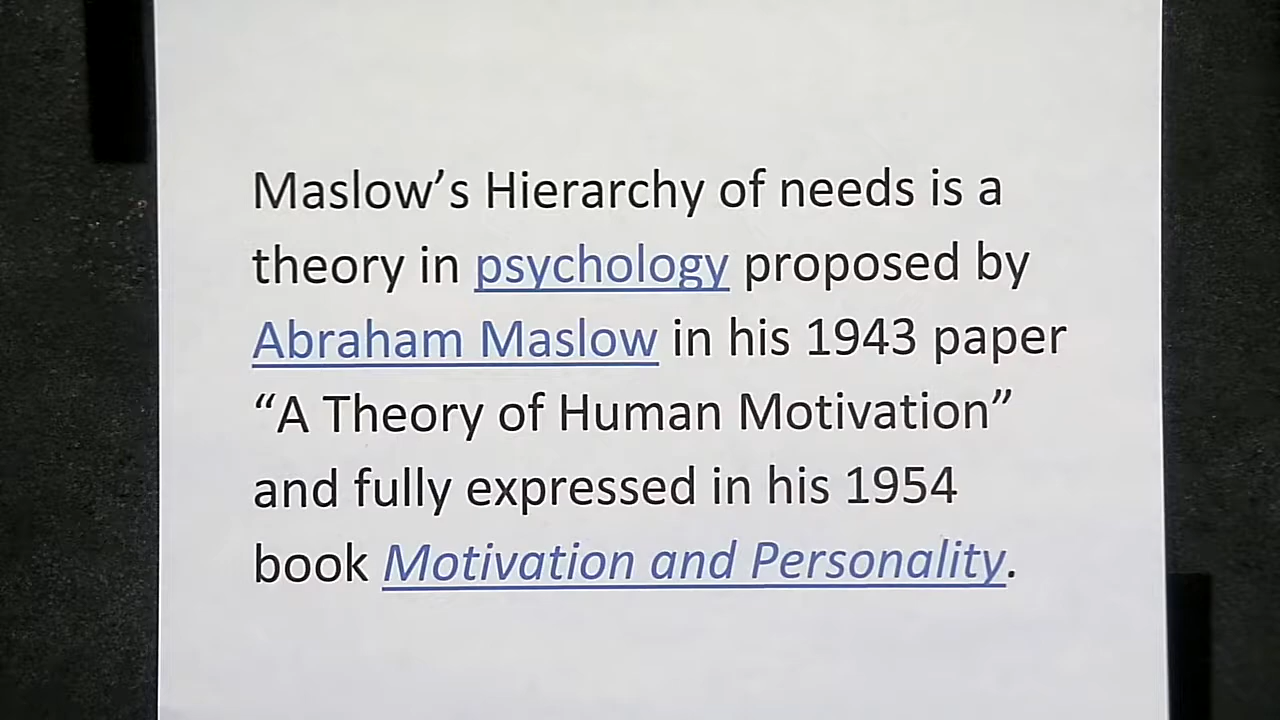 Maslow’s Hierarchy of needs is a
theory in psychology proposed by
Abraham Maslow in his 1943 paper
“A Theory of Human Motivation”
and fully expressed in his 1954
book Motivation and Personality.